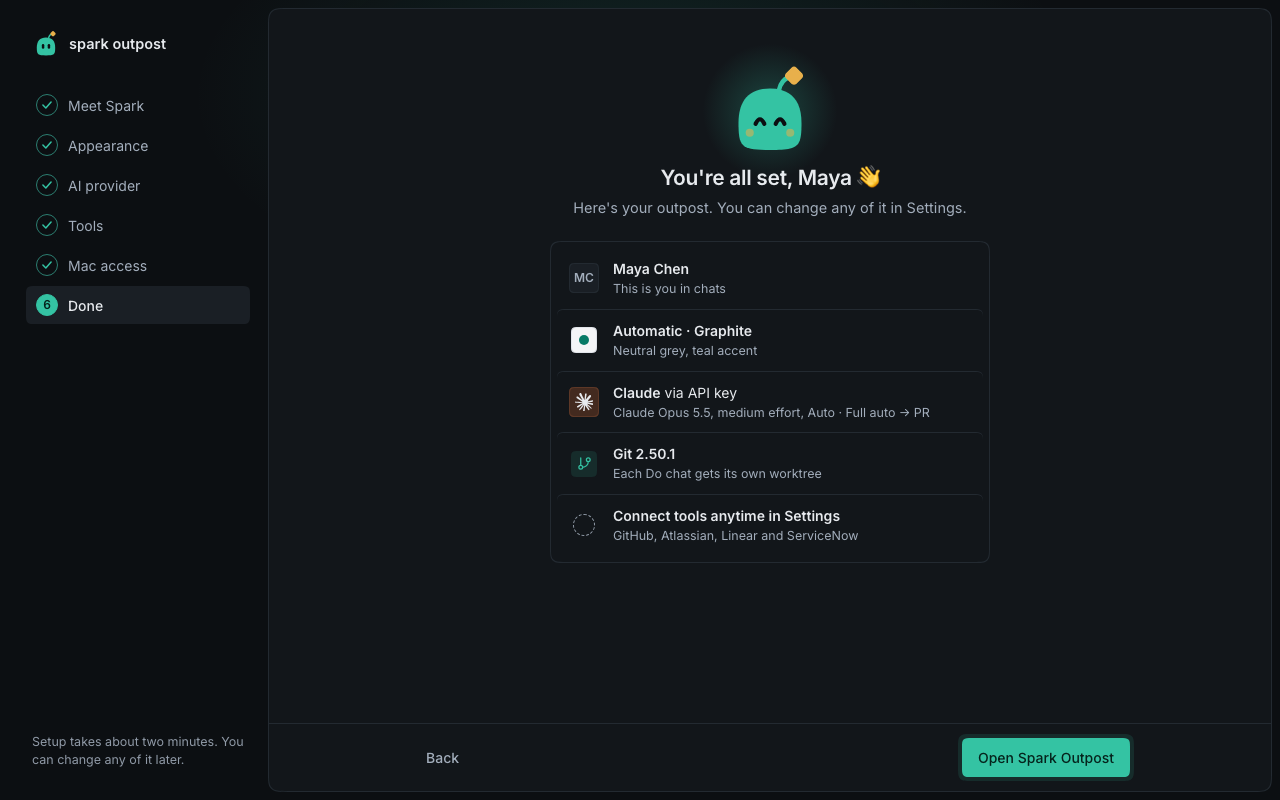 spark outpost
Meet Spark
Appearance
AI provider
Tools
Mac access
6 Done
Setup takes about two minutes. You
can change any of it later.
You're all set, Maya 👋
Here's your outpost. You can change any of it in Settings.
MC
Maya Chen
This is you in chats
Automatic · Graphite
Neutral grey, teal accent
Claude via API key
Claude Opus 5.5, medium effort, Auto · Full auto → PR
Git 2.50.1
Each Do chat gets its own worktree
Connect tools anytime in Settings
GitHub, Atlassian, Linear and ServiceNow
Back
Open Spark Outpost